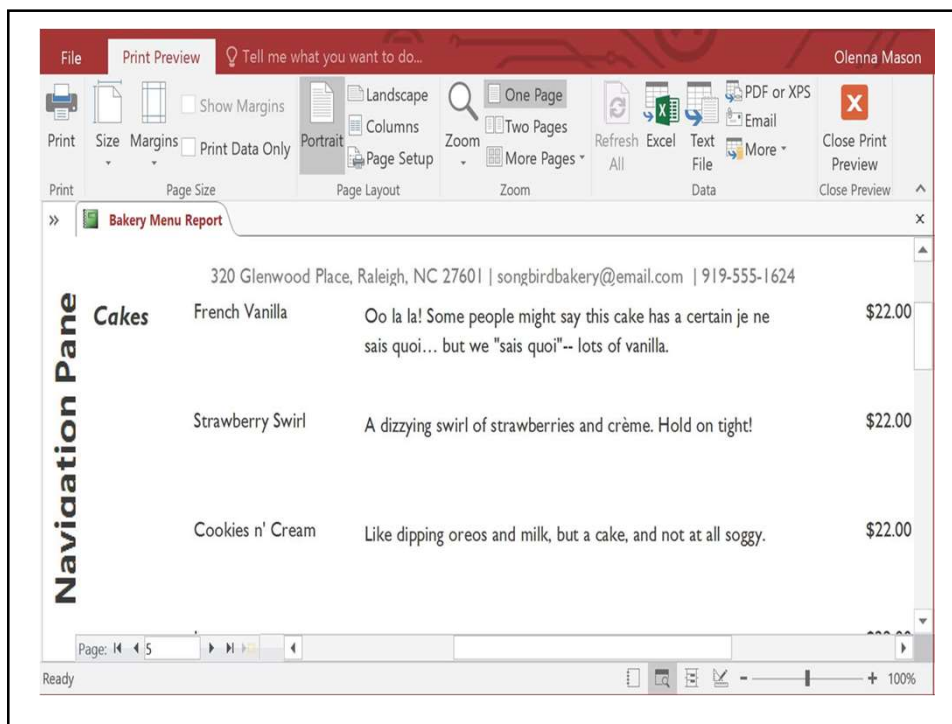 File Print Preview Tell me what you want to do... Olenna Mason
Show Margins
Print Data Only
Print Size Margins
Portrait
Landscape
Columns
Page Setup
Zoom
One Page
Two Pages
More Pages
Refresh All
Excel
Text File
PDF or XPS
Email
More
Close Print Preview
Print Page Size Page Layout Zoom Data Close Preview
Bakery Menu Report
Navigation Pane
320 Glenwood Place, Raleigh, NC 27601 | songbirdbakery@email.com | 919-555-1624
Cakes French Vanilla Oo la la! Some people might say this cake has a certain je ne $22.00
sais quoi... but we "sais quoi"-- lots of vanilla.
Strawberry Swirl A dizzying swirl of strawberries and crème. Hold on tight! $22.00
Cookies n' Cream Like dipping oreos and milk, but a cake, and not at all soggy. $22.00
Page: 5
Ready 100%